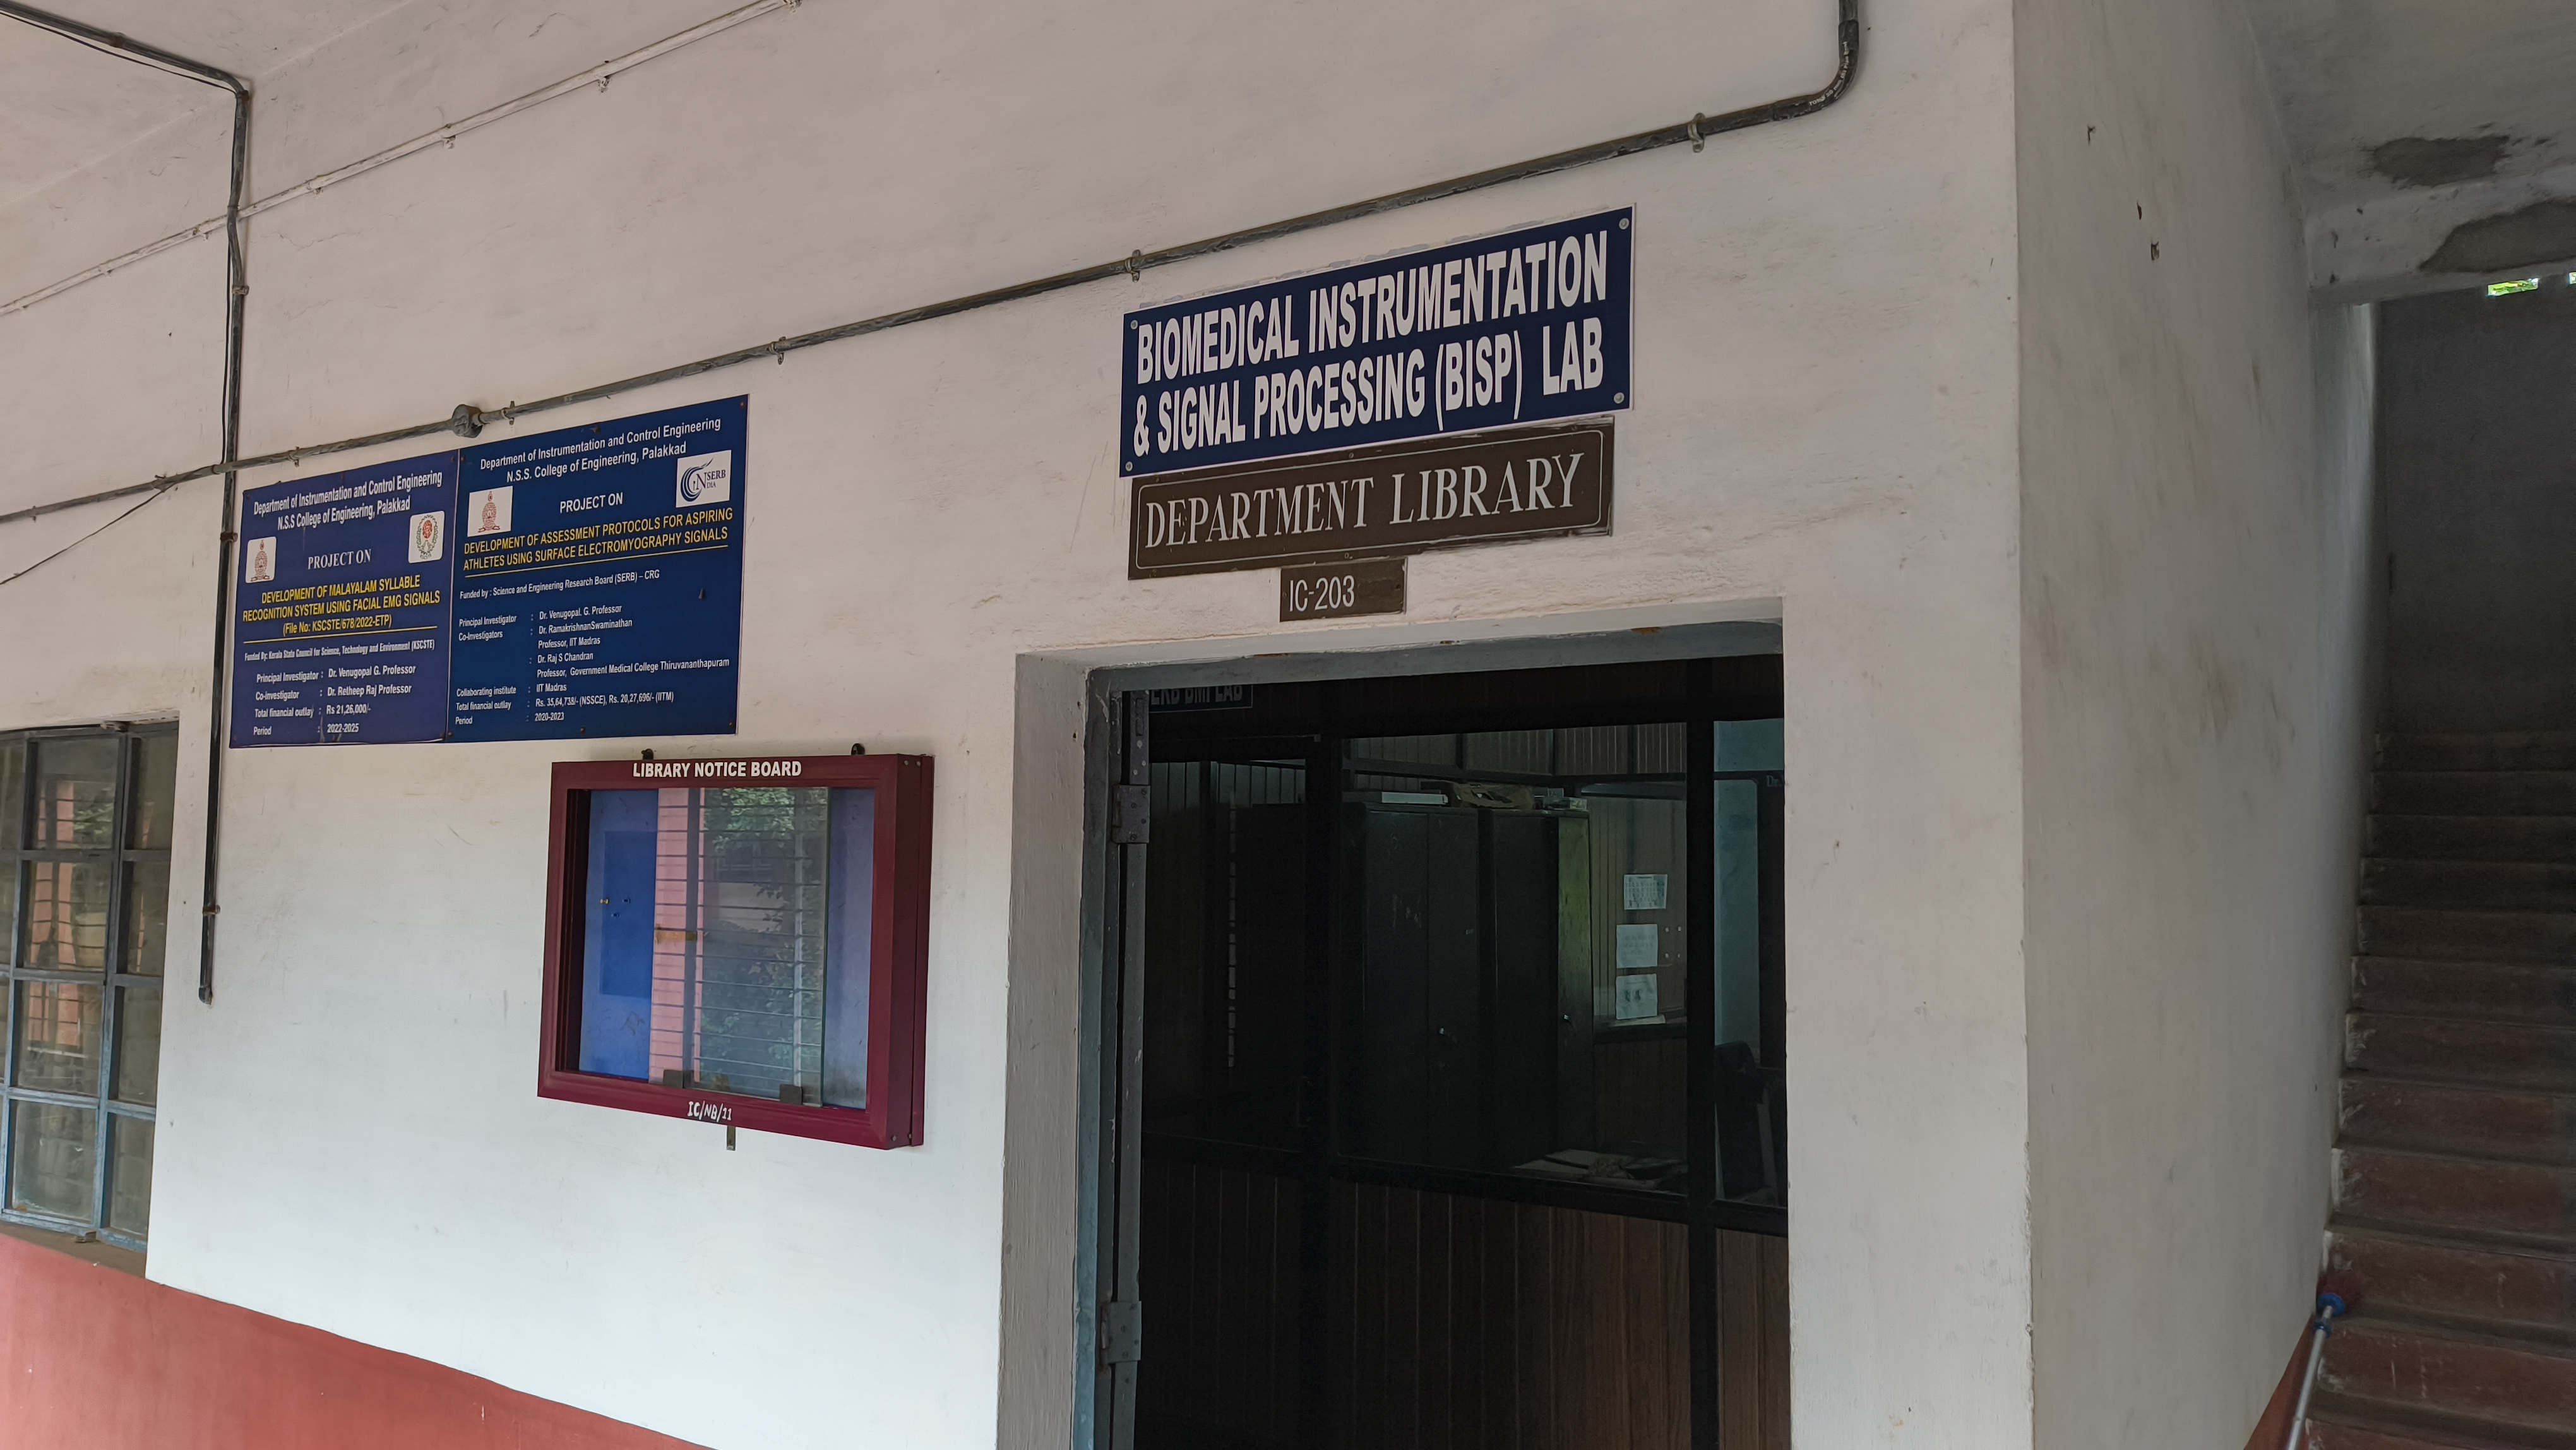 Department of Instrumentation and Control Engineering
N.S.S College of Engineering, Palakkad
PROJECT ON
DEVELOPMENT OF MALAYALAM SYLLABLE
RECOGNITION SYSTEM USING FACIAL EMG SIGNALS
(File No: KSCSTE/678/2022-ETP)
Funded By: Kerala State Council for Science, Technology and Environment (KSCSTE)
Principal Investigator : Dr. Venugopal G. Professor
Co-Investigator : Dr. Retheep Raj Professor
Total financial outlay : Rs 21,26,000/-
Period : 2022-2025
Department of Instrumentation and Control Engineering
N.S.S. College of Engineering, Palakkad
SERB
INDIA
PROJECT ON
DEVELOPMENT OF ASSESSMENT PROTOCOLS FOR ASPIRING
ATHLETES USING SURFACE ELECTROMYOGRAPHY SIGNALS
Funded by : Science and Engineering Research Board (SERB) – CRG
Principal Investigator : Dr. Venugopal. G. Professor
Co-Investigators : Dr. RamakrishnanSwaminathan
Professor, IIT Madras
: Dr. Raj S Chandran
Professor, Government Medical College Thiruvananthapuram
Collaborating institute : IIT Madras
Total financial outlay : Rs. 35,64,738/- (NSSCE), Rs. 20,27,696/- (IITM)
Period : 2020-2023
BIOMEDICAL INSTRUMENTATION
& SIGNAL PROCESSING (BISP) LAB
DEPARTMENT LIBRARY
IC-203
LIBRARY NOTICE BOARD
IC/NB/11
LAB